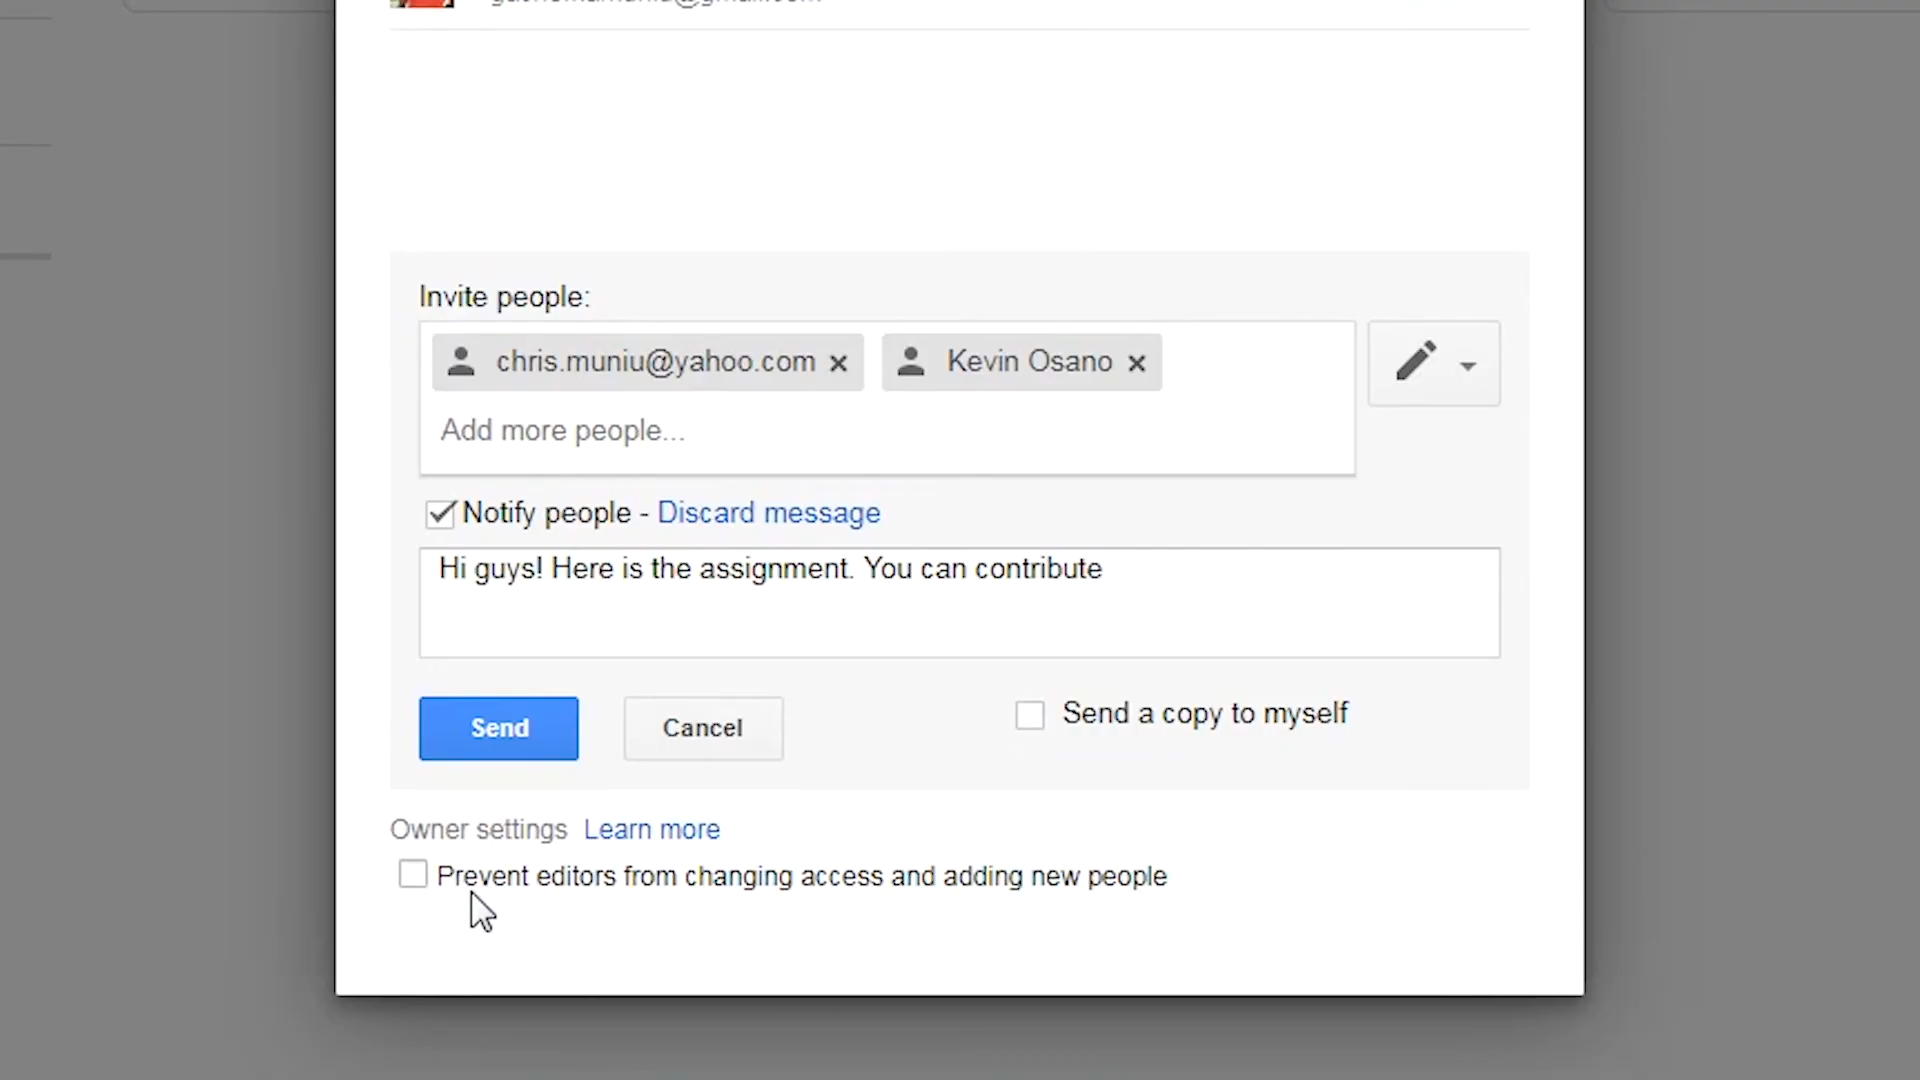 Invite people:
chris.muniu@yahoo.com Kevin Osano
Add more people...
Notify people - Discard message
Hi guys! Here is the assignment. You can contribute
Send Cancel Send a copy to myself
Owner settings Learn more
Prevent editors from changing access and adding new people